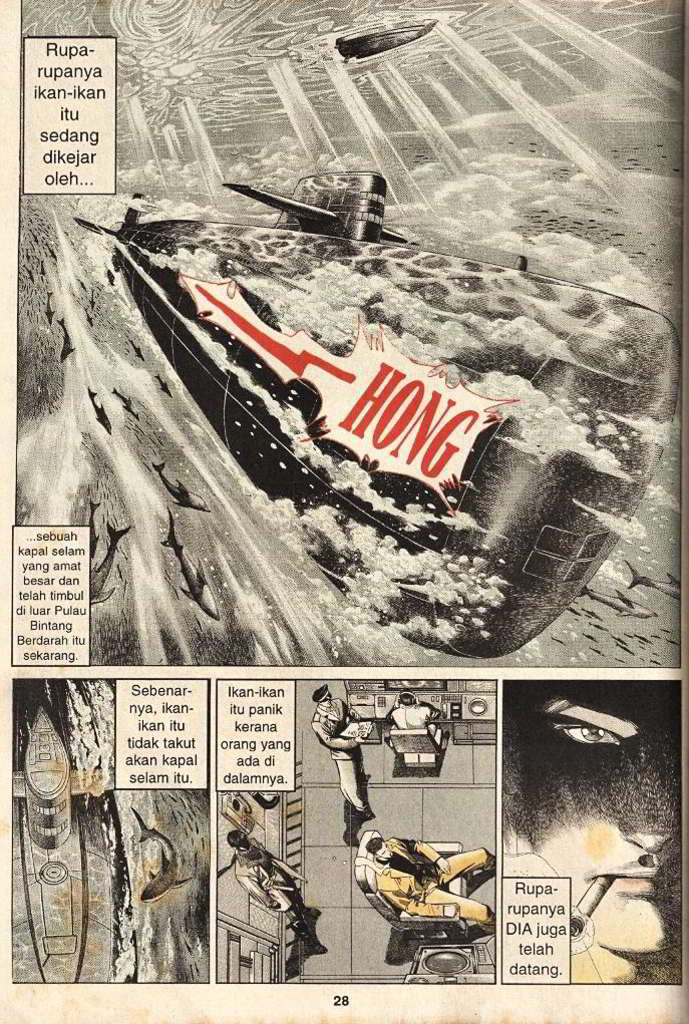 Rupa-
rupanya
ikan-ikan
itu
sedang
dikejar
oleh...
HONG
...sebuah
kapal selam
yang amat
besar dan
telah timbul
di luar Pulau
Bintang
Berdarah itu
sekarang.
Sebenar-
nya, ikan-
ikan itu
tidak takut
akan kapal
selam itu.
Ikan-ikan
itu panik
kerana
orang yang
ada di
dalamnya.
Rupa-
rupanya
DIA juga
telah
datang.
28